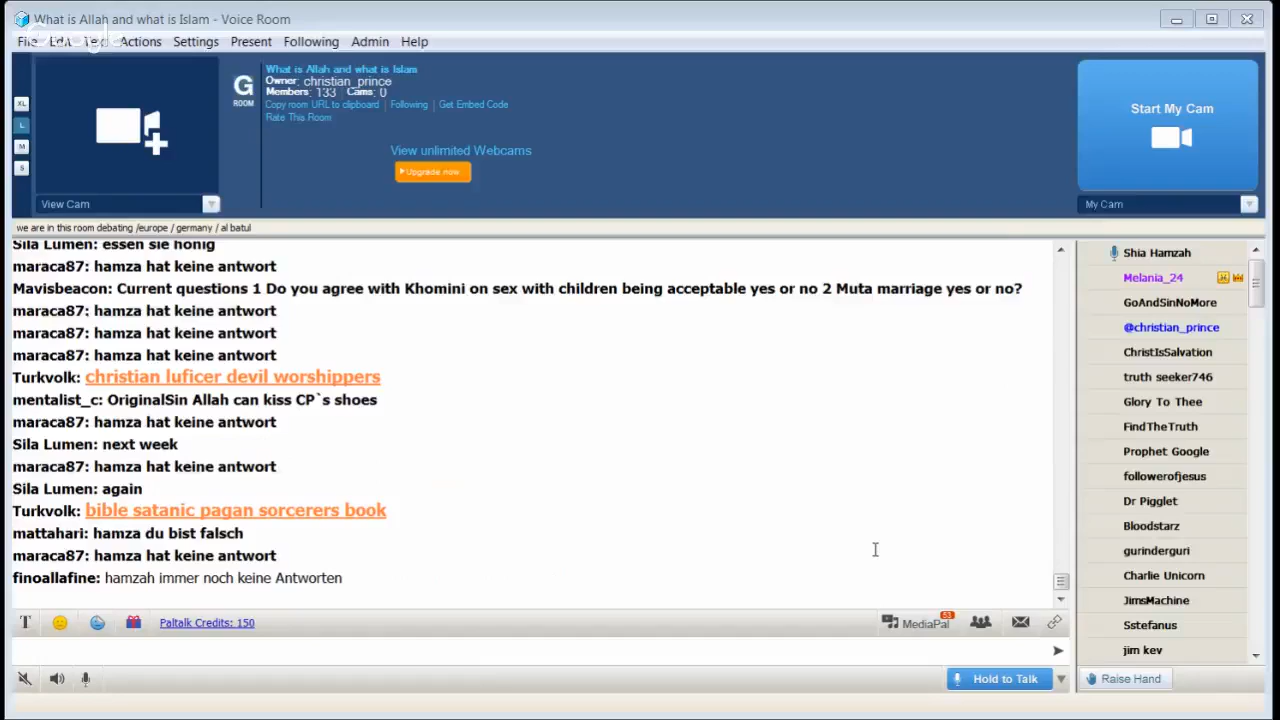 What is Allah and what is Islam - Voice Room
Google
File Edit Text Actions Settings Present Following Admin Help
XL
L
M
S
G
ROOM
What is Allah and what is Islam
Owner: christian_prince
Members: 133 Cams: 0
Copy room URL to clipboard | Following | Get Embed Code
Rate This Room
View unlimited Webcams
Upgrade now
Start My Cam
View Cam
My Cam
we are in this room debating /europe / germany / al batul
Sila Lumen: essen sie honig
maraca87: hamza hat keine antwort
Mavisbeacon: Current questions 1 Do you agree with Khomini on sex with children being acceptable yes or no 2 Muta marriage yes or no?
maraca87: hamza hat keine antwort
maraca87: hamza hat keine antwort
maraca87: hamza hat keine antwort
Turkvolk: christian luficer devil worshippers
mentalist_c: OriginalSin Allah can kiss CP`s shoes
maraca87: hamza hat keine antwort
Sila Lumen: next week
maraca87: hamza hat keine antwort
Sila Lumen: again
Turkvolk: bible satanic pagan sorcerers book
mattahari: hamza du bist falsch
maraca87: hamza hat keine antwort
finoallafine: hamzah immer noch keine Antworten
Shia Hamzah
Melania_24
GoAndSinNoMore
@christian_prince
ChristIsSalvation
truth seeker746
Glory To Thee
FindTheTruth
Prophet Google
followerofjesus
Dr Pigglet
Bloodstarz
gurinderguri
Charlie Unicorn
JimsMachine
Sstefanus
jim kev
T
Paltalk Credits: 150
MediaPal
53
Hold to Talk
Raise Hand